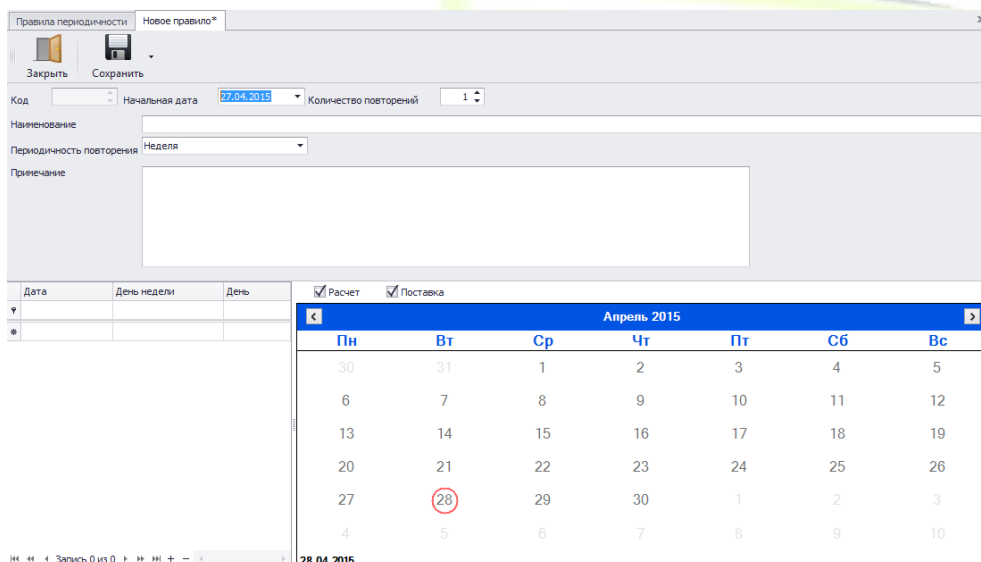 Правила периодичности Новое правило*
Закрыть Сохранить
Код Начальная дата 27.04.2015 Количество повторений 1
Наименование
Периодичность повторения Неделя
Примечание
Дата День недели День Расчет Поставка
Апрель 2015
Пн Вт Ср Чт Пт Сб Вс
30 31 1 2 3 4 5
6 7 8 9 10 11 12
13 14 15 16 17 18 19
20 21 22 23 24 25 26
27 28 29 30 1 2 3
4 5 6 7 8 9 10
Запись 0 из 0 28.04.2015